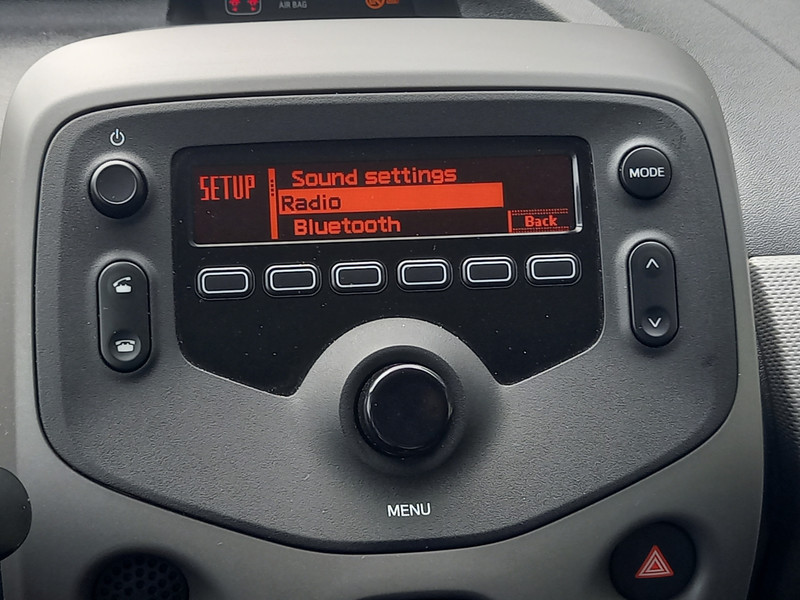 AIR BAG
SETUP
Sound settings
Radio
Bluetooth
Back
MODE
MENU